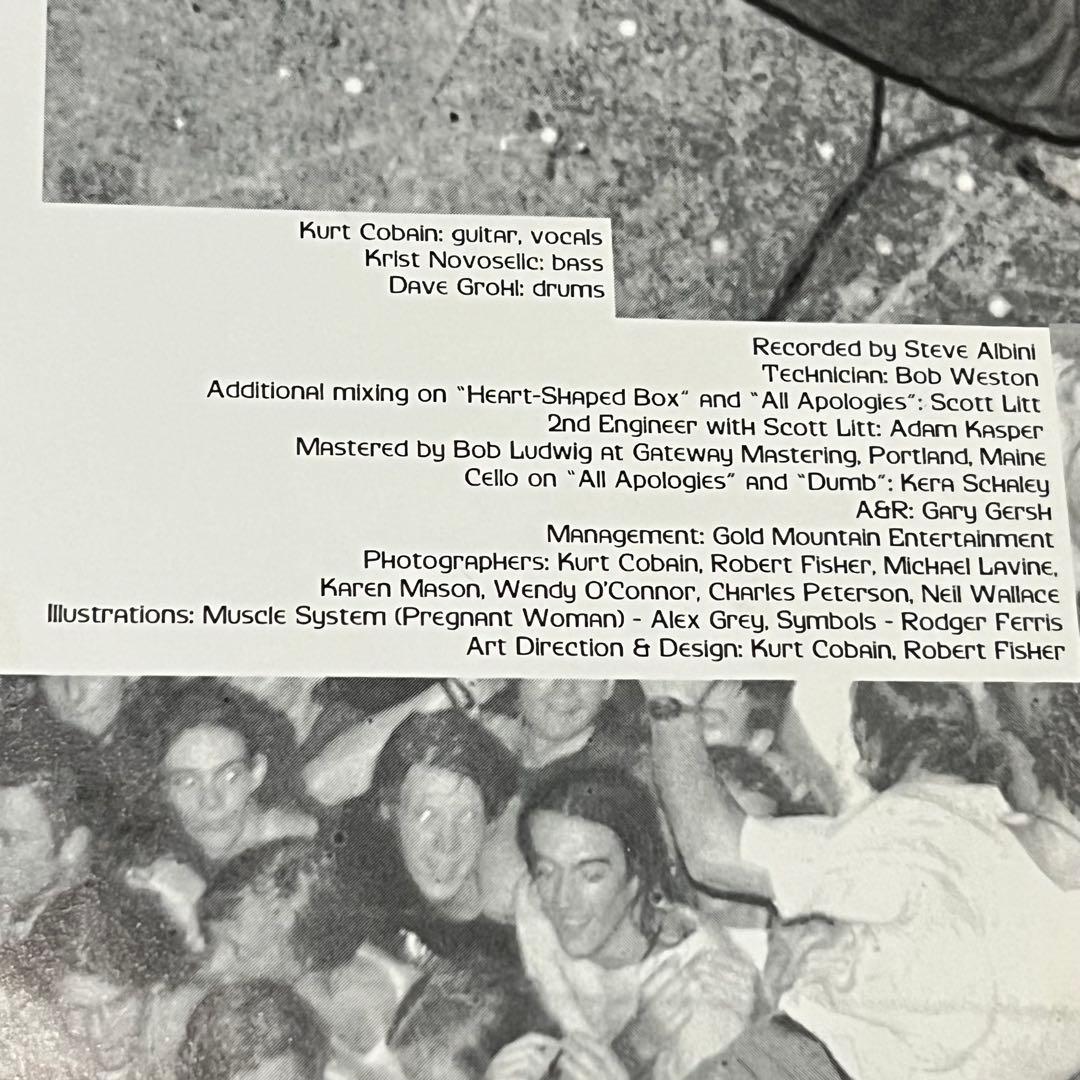 Kurt Cobain: guitar, vocals
Krist Novoselic: bass
Dave Grohl: drums
Recorded by Steve Albini
Technician: Bob Weston
Additional mixing on "Heart-Shaped Box" and "All Apologies": Scott Litt
2nd Engineer with Scott Litt: Adam Kasper
Mastered by Bob Ludwig at Gateway Mastering, Portland, Maine
Cello on "All Apologies" and "Dumb": Kera Schaley
A&R: Gary Gersh
Management: Gold Mountain Entertainment
Photographers: Kurt Cobain, Robert Fisher, Michael Lavine,
Karen Mason, Wendy O'Connor, Charles Peterson, Neil Wallace
Illustrations: Muscle System (Pregnant Woman) - Alex Grey, Symbols - Rodger Ferris
Art Direction & Design: Kurt Cobain, Robert Fisher